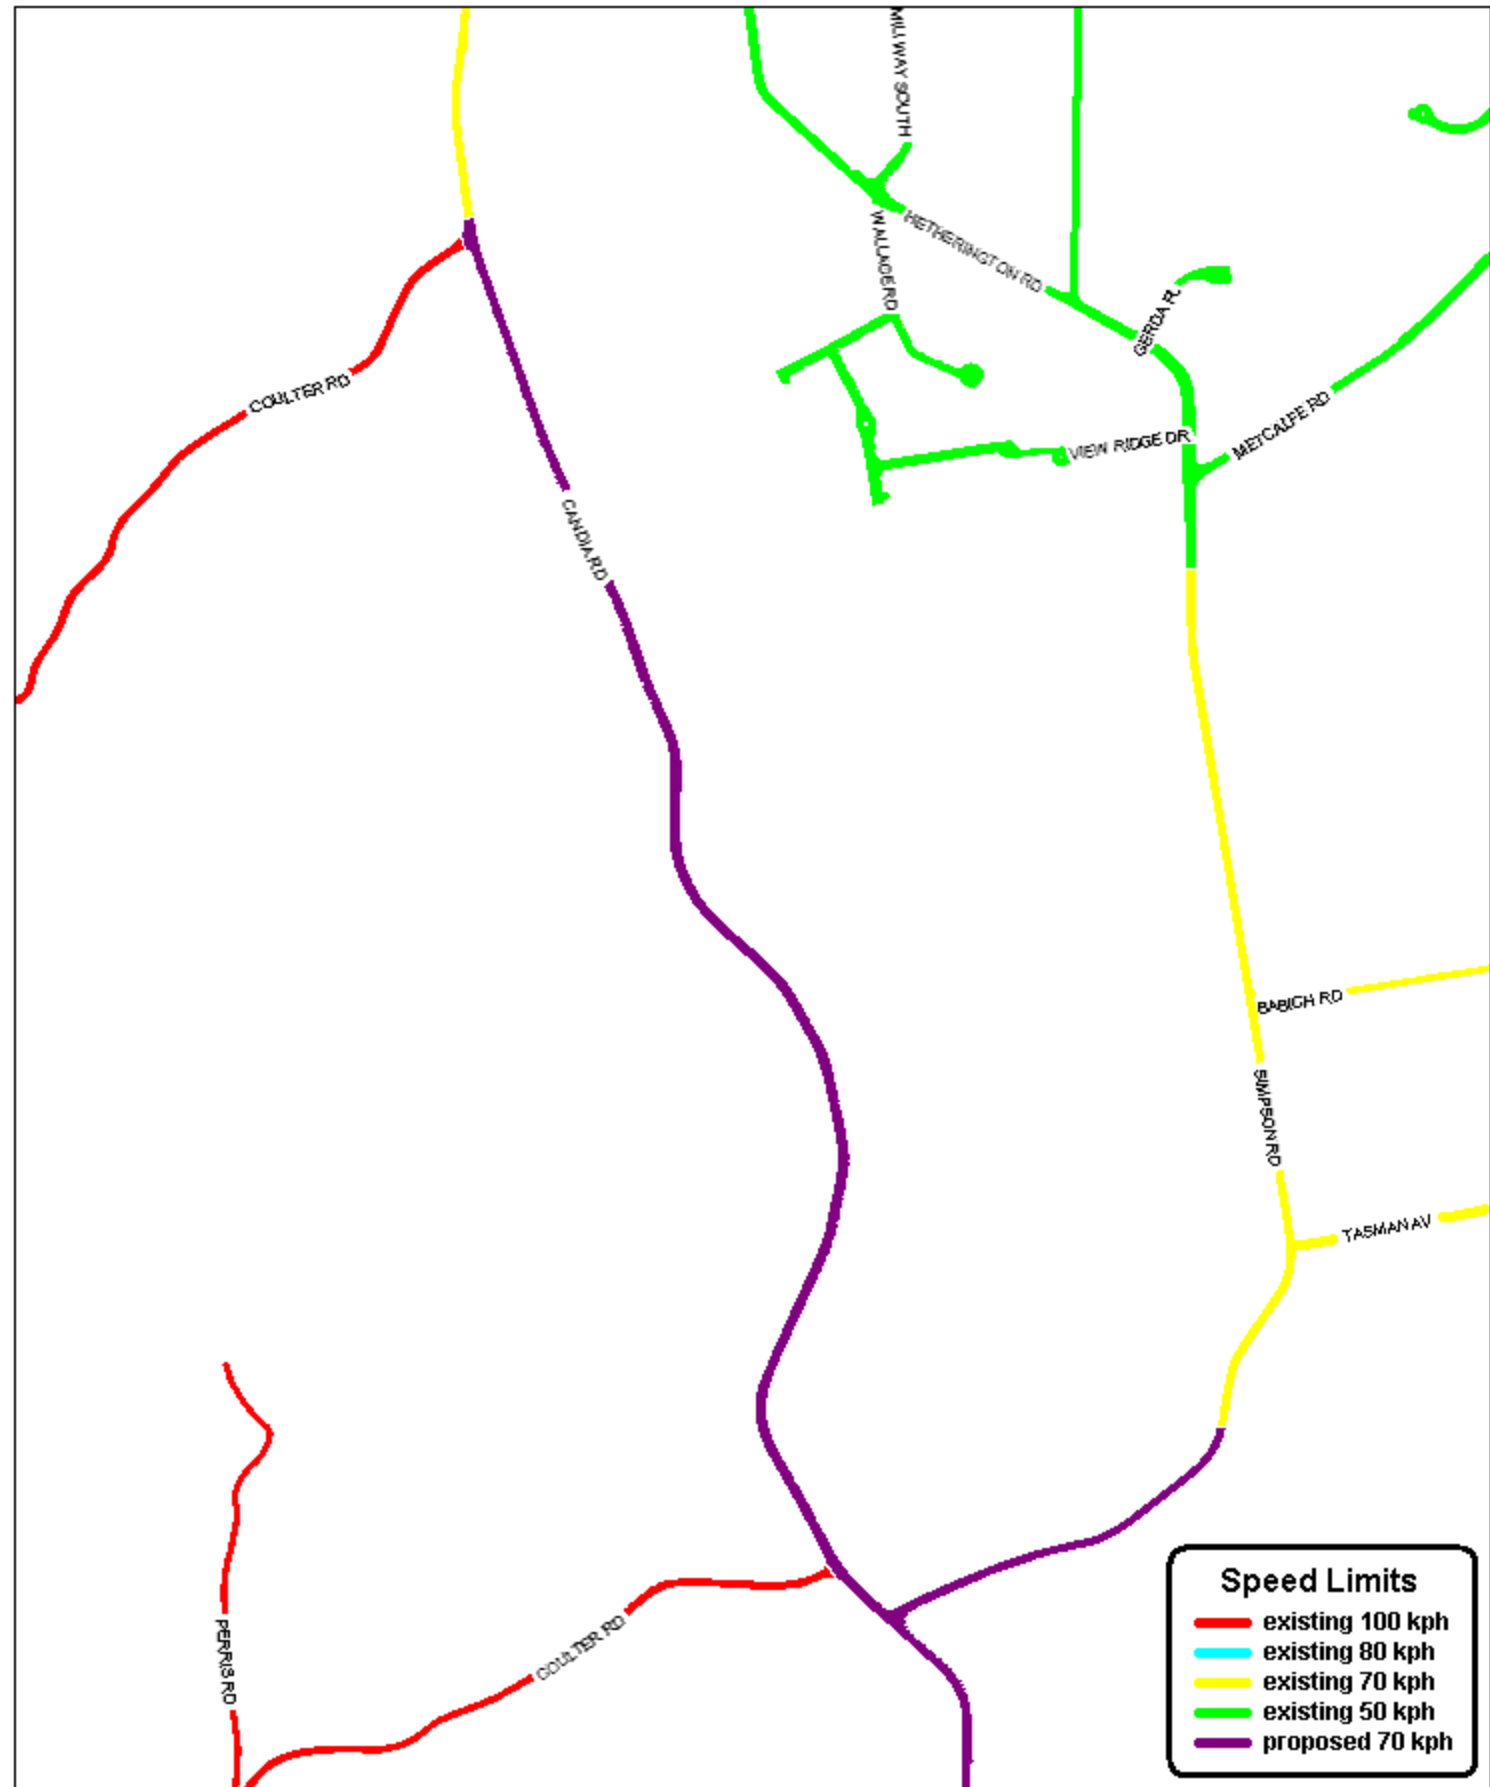 MILLWAY SOUTH
HETHERINGTON RD
WALLACE RD
GERDA PL
COULTER RD
METCALFE RD
VIEW RIDGE DR
CANDIA RD
BABICH RD
SIMPSON RD
TASMAN AV
COULTER RD
PERRIS RD
Speed Limits
existing 100 kph
existing 80 kph
existing 70 kph
existing 50 kph
proposed 70 kph